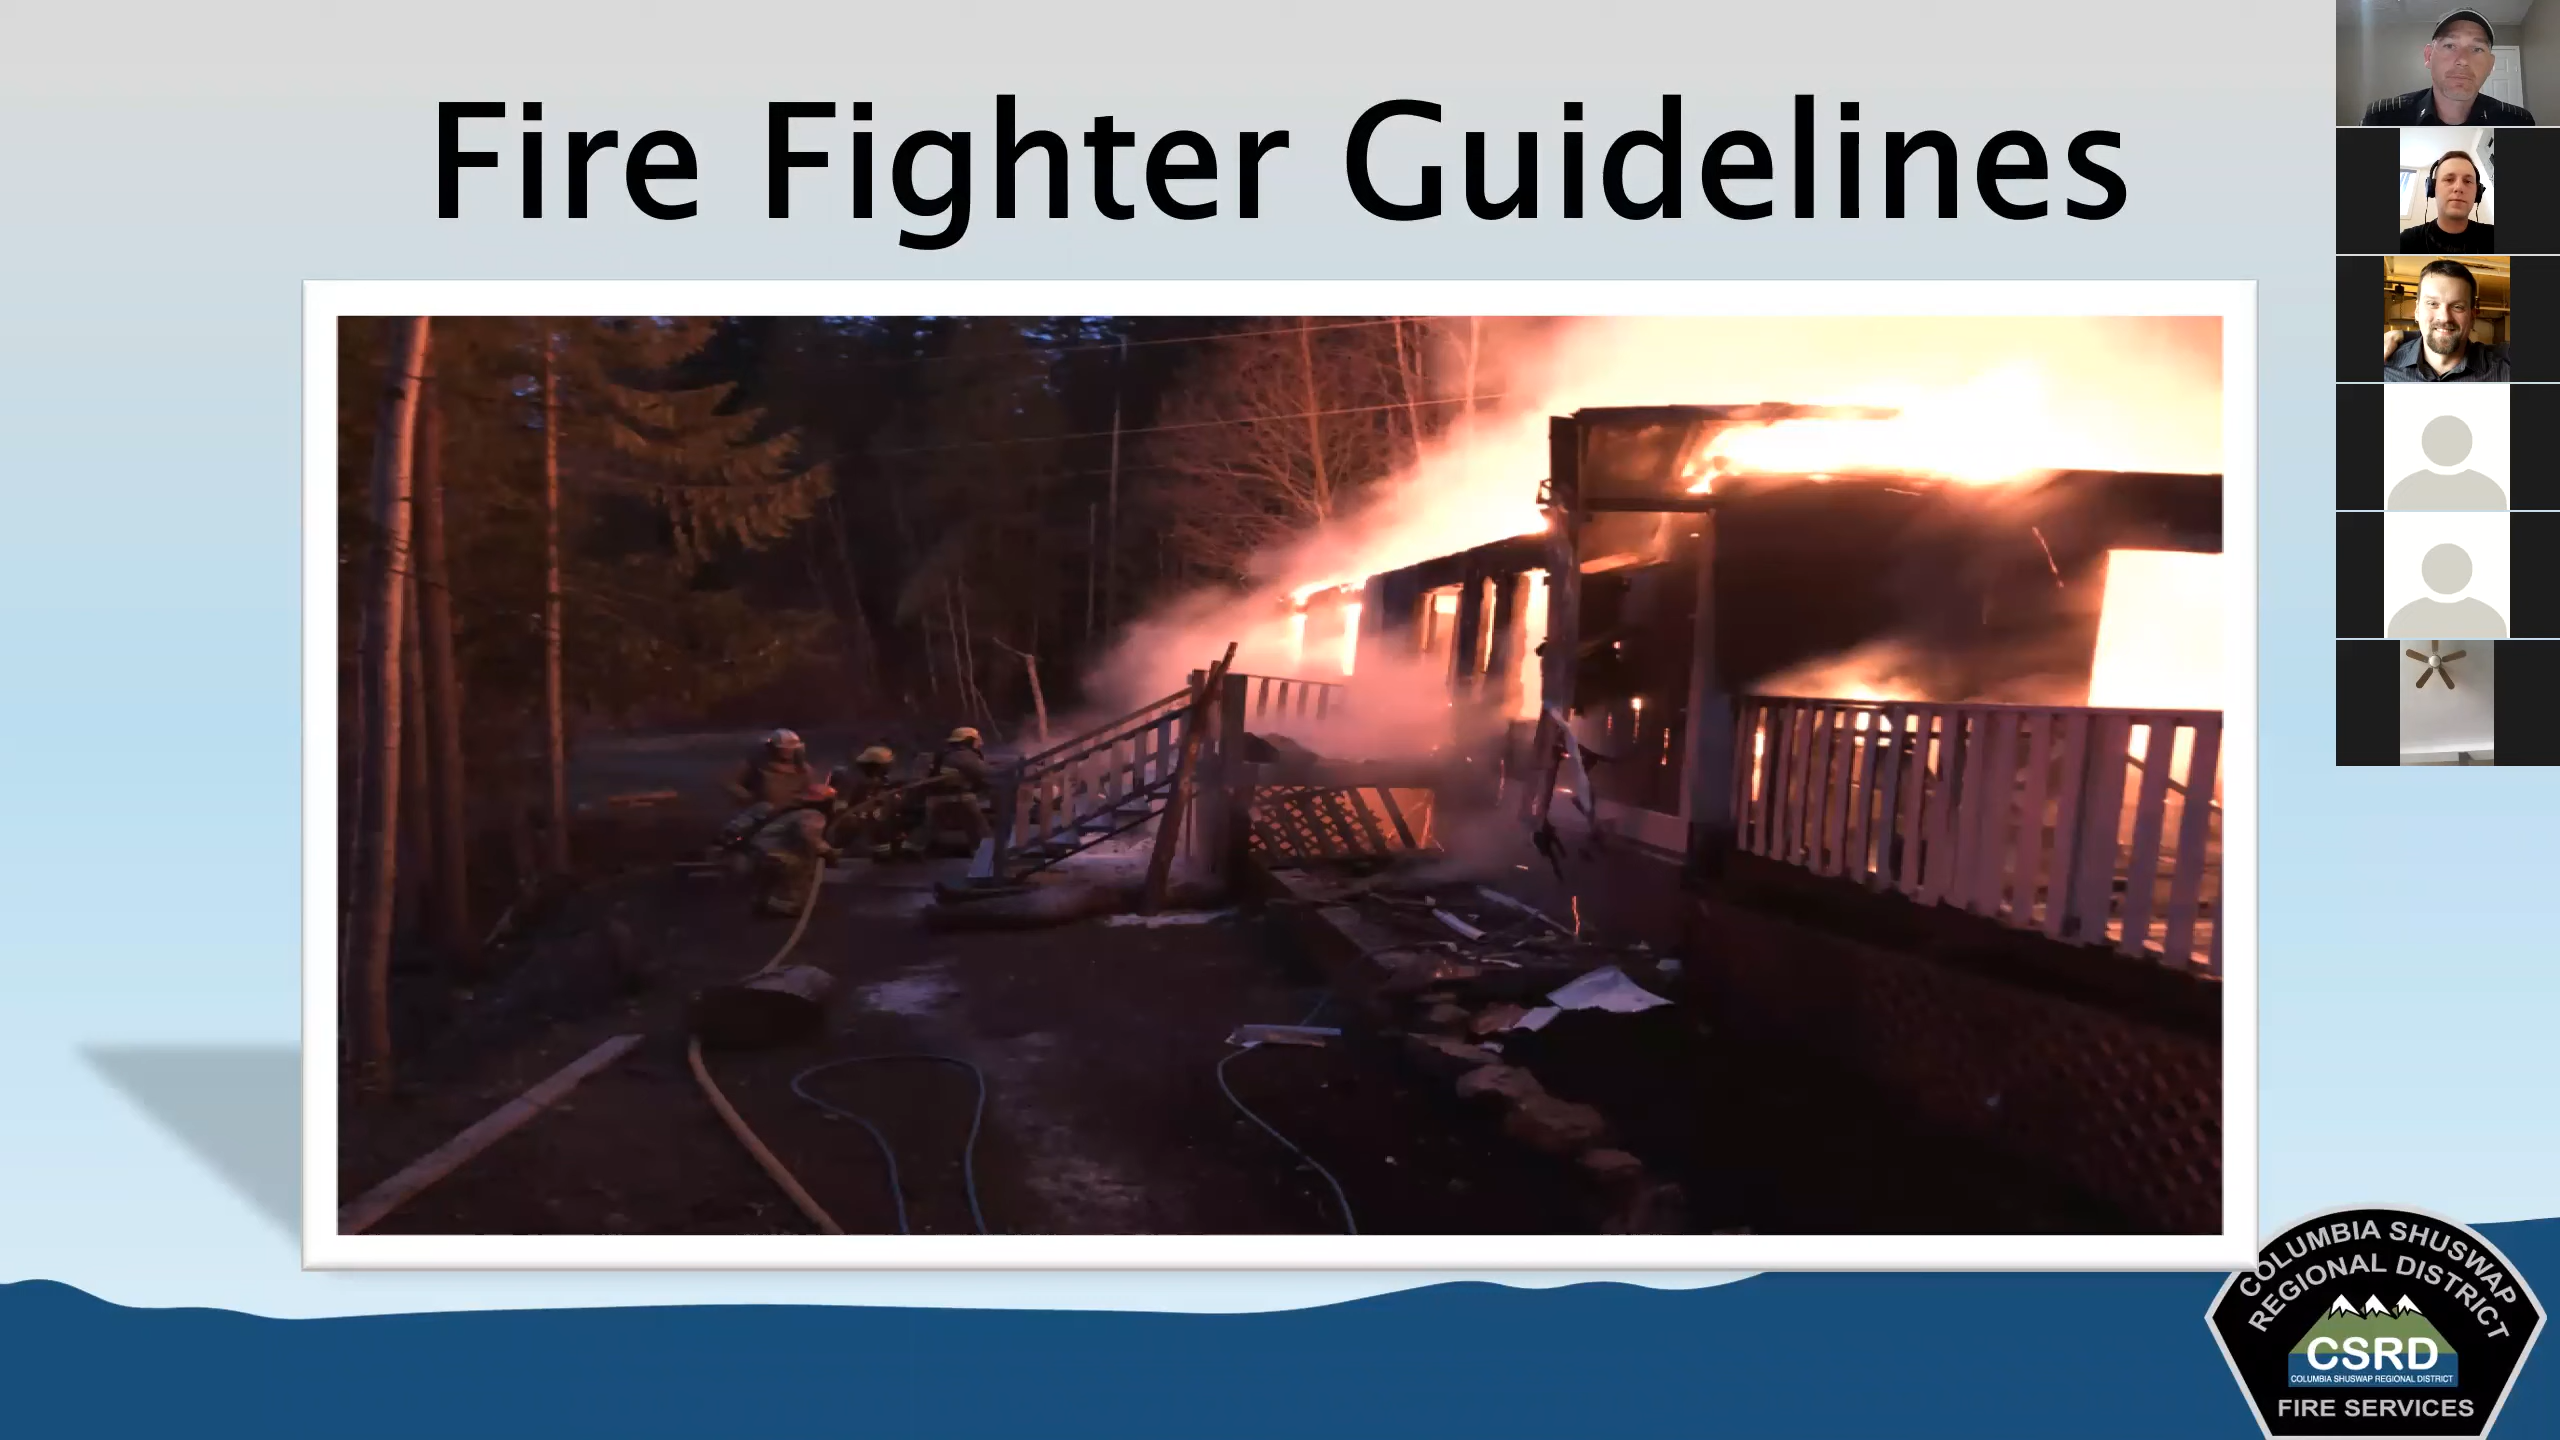 Fire Fighter Guidelines
COLUMBIA SHUSWAP
REGIONAL DISTRICT
CSRD
COLUMBIA SHUSWAP REGIONAL DISTRICT
FIRE SERVICES